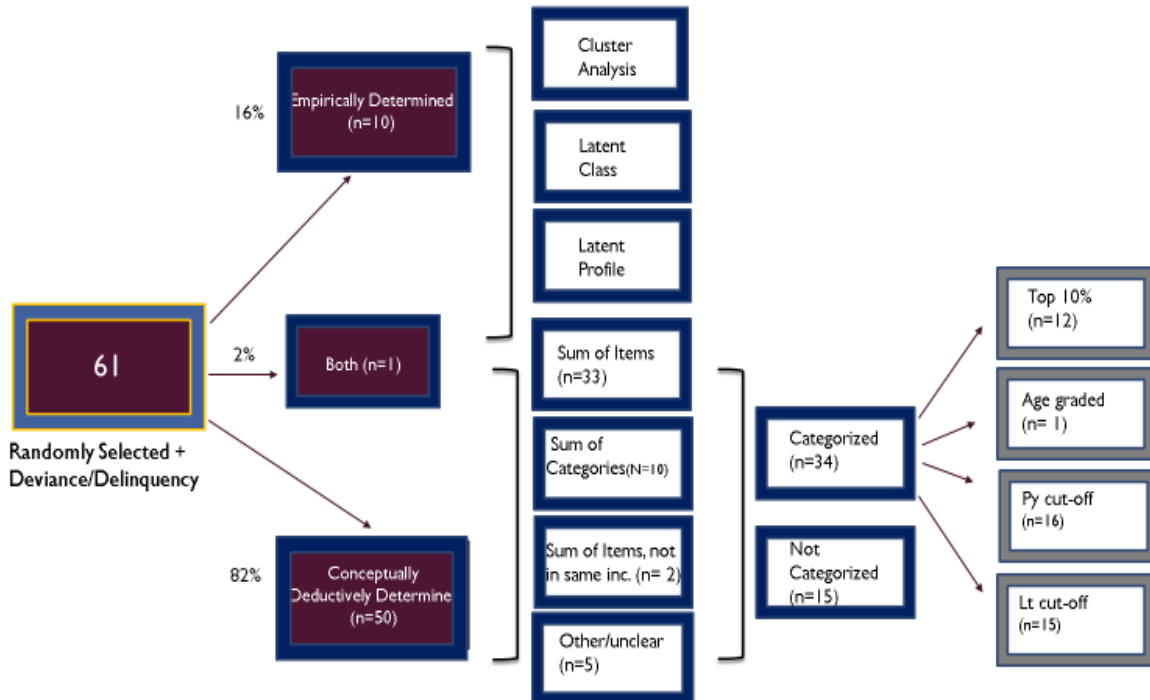 61
Randomly Selected +
Deviance/Delinquency
16%
2%
82%
Empirically Determined
(n=10)
Both (n=1)
Conceptually
Deductively Determine
(n=50)
Cluster
Analysis
Latent
Class
Latent
Profile
Sum of Items
(n=33)
Sum of
Categories(N=10)
Sum of Items, not
in same inc. (n= 2)
Other/unclear
(n=5)
Categorized
(n=34)
Not
Categorized
(n=15)
Top 10%
(n=12)
Age graded
(n= 1)
Py cut-off
(n=16)
Lt cut-off
(n=15)